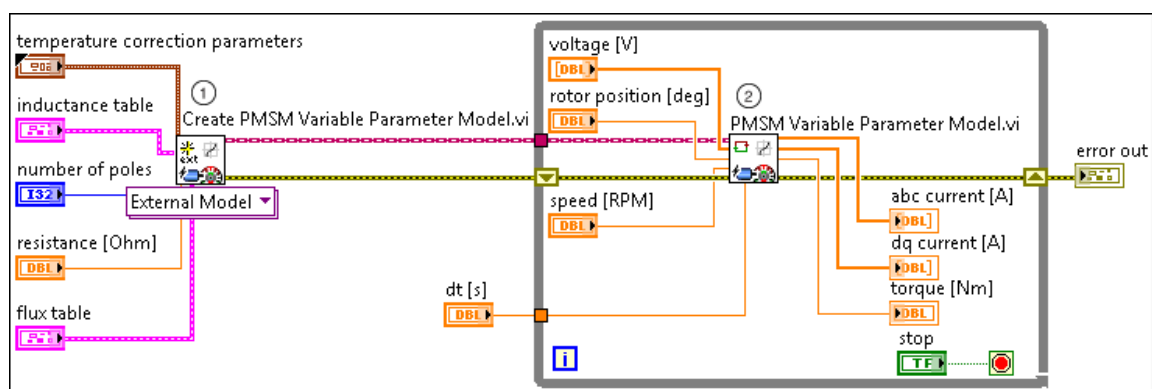 temperature correction parameters
inductance table
number of poles
I32
resistance [Ohm]
DBL
flux table
1
Create PMSM Variable Parameter Model.vi
ext
External Model
dt [s]
DBL
voltage [V]
DBL
rotor position [deg]
DBL
speed [RPM]
DBL
i
2
PMSM Variable Parameter Model.vi
abc current [A]
DBL
dq current [A]
DBL
torque [Nm]
DBL
stop
TF
error out